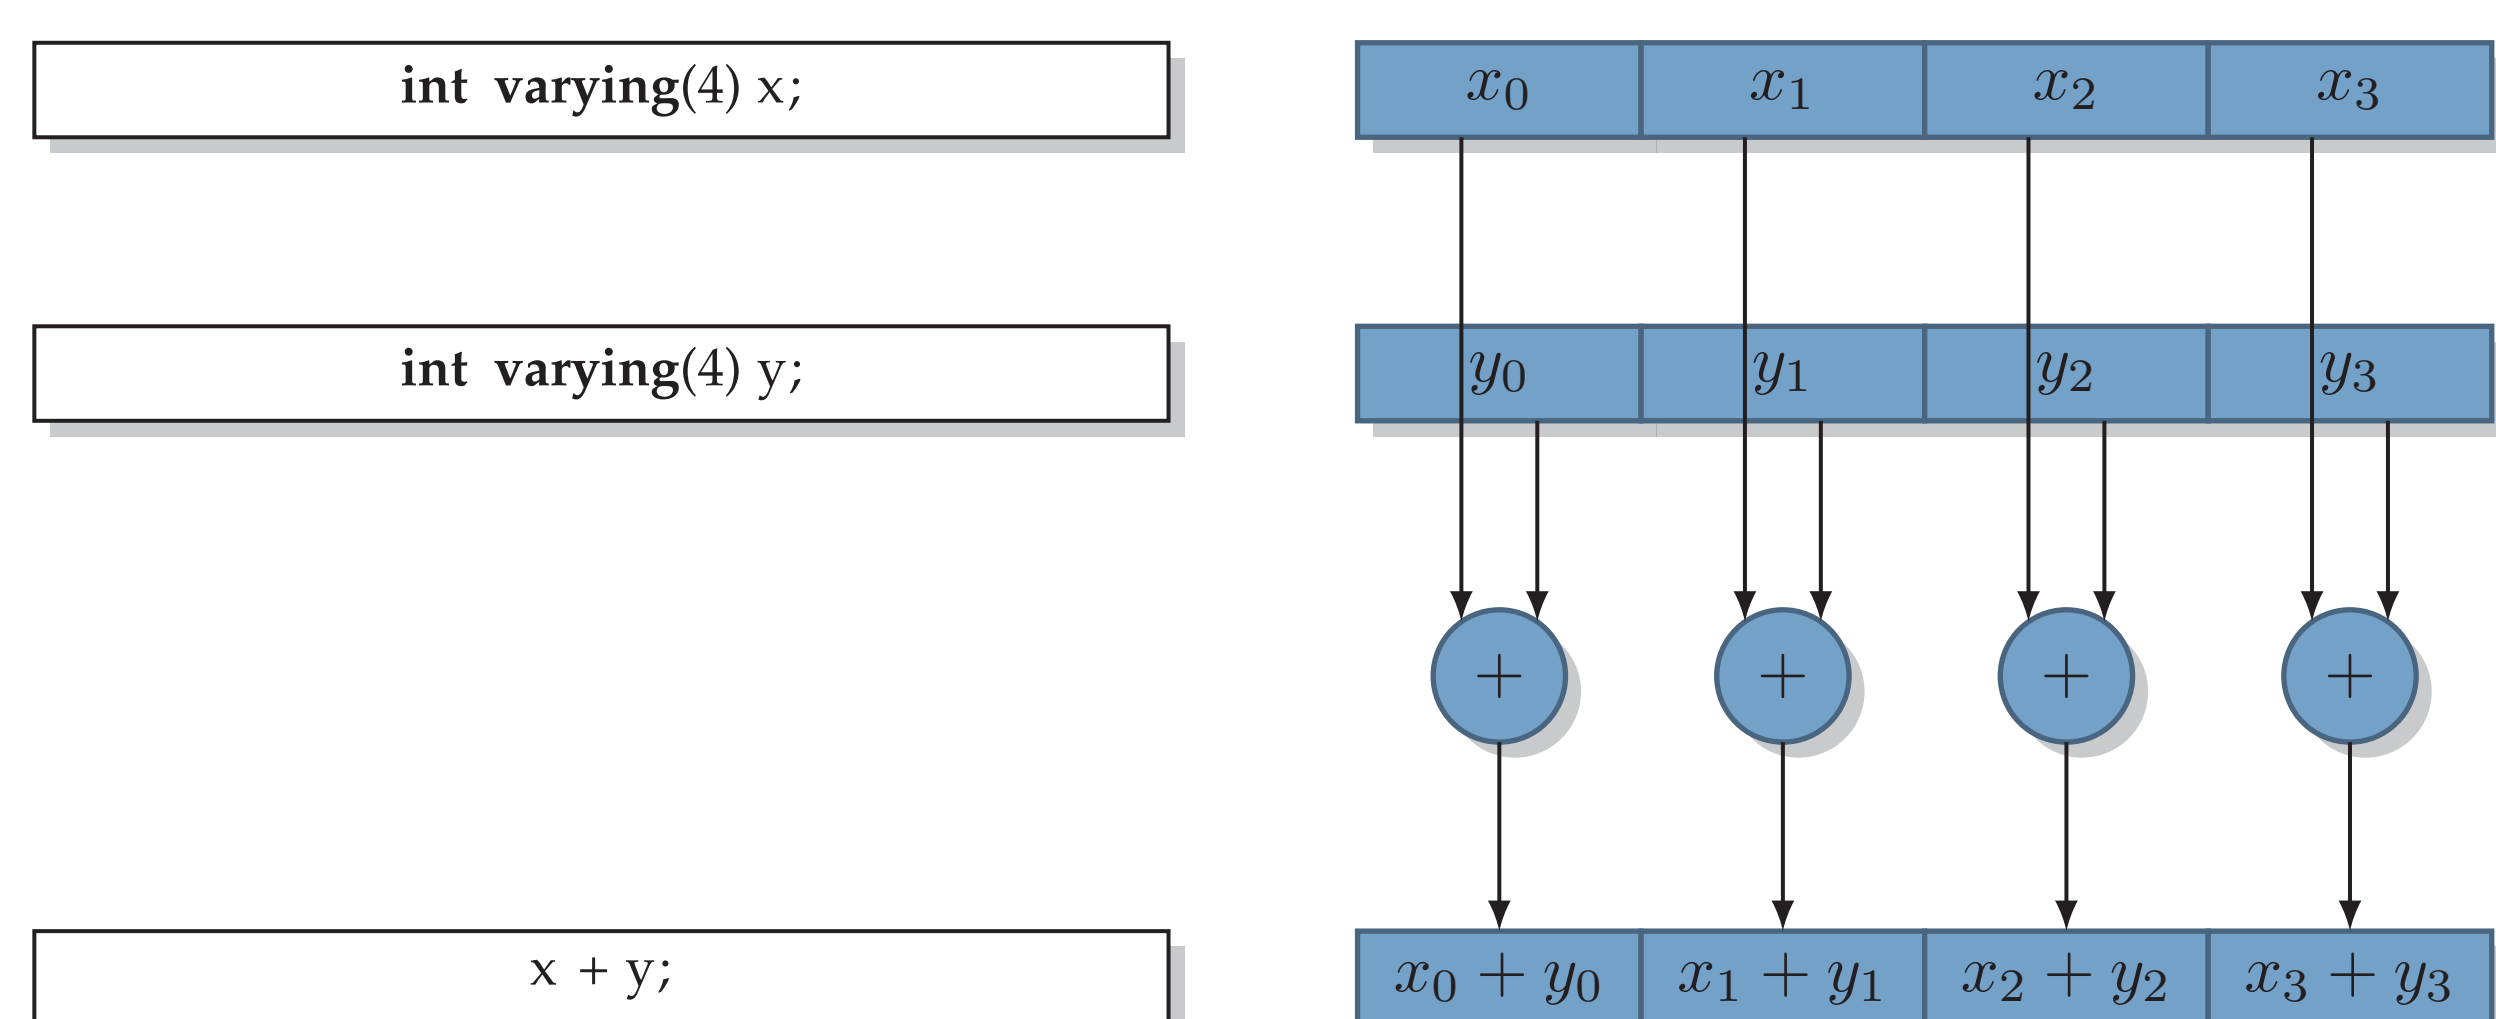 int varying(4) x; x₀ x₁ x₂ x₃
int varying(4) y; y₀ y₁ y₂ y₃
+ + + +
x + y; x₀ + y₀ x₁ + y₁ x₂ + y₂ x₃ + y₃